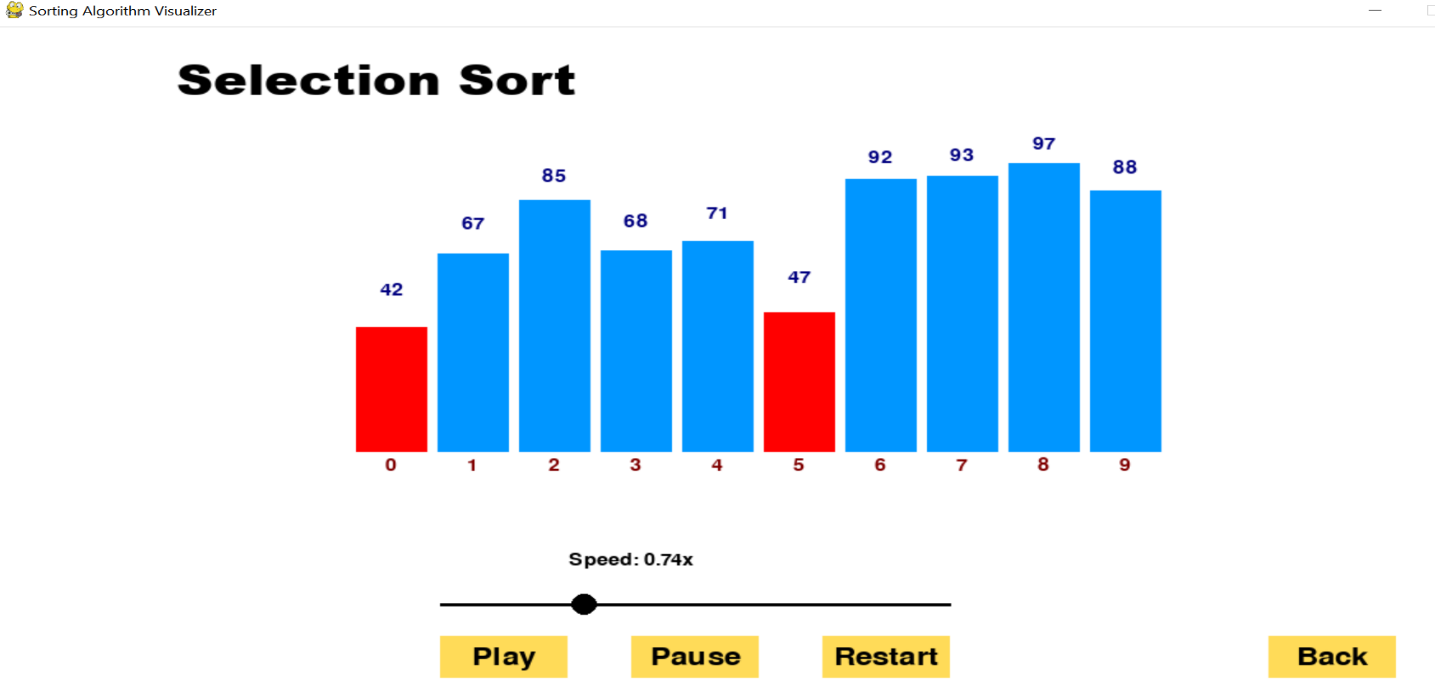 Sorting Algorithm Visualizer
Selection Sort
42 67 85 68 71 47 92 93 97 88
0 1 2 3 4 5 6 7 8 9
Speed: 0.74x
Play Pause Restart Back